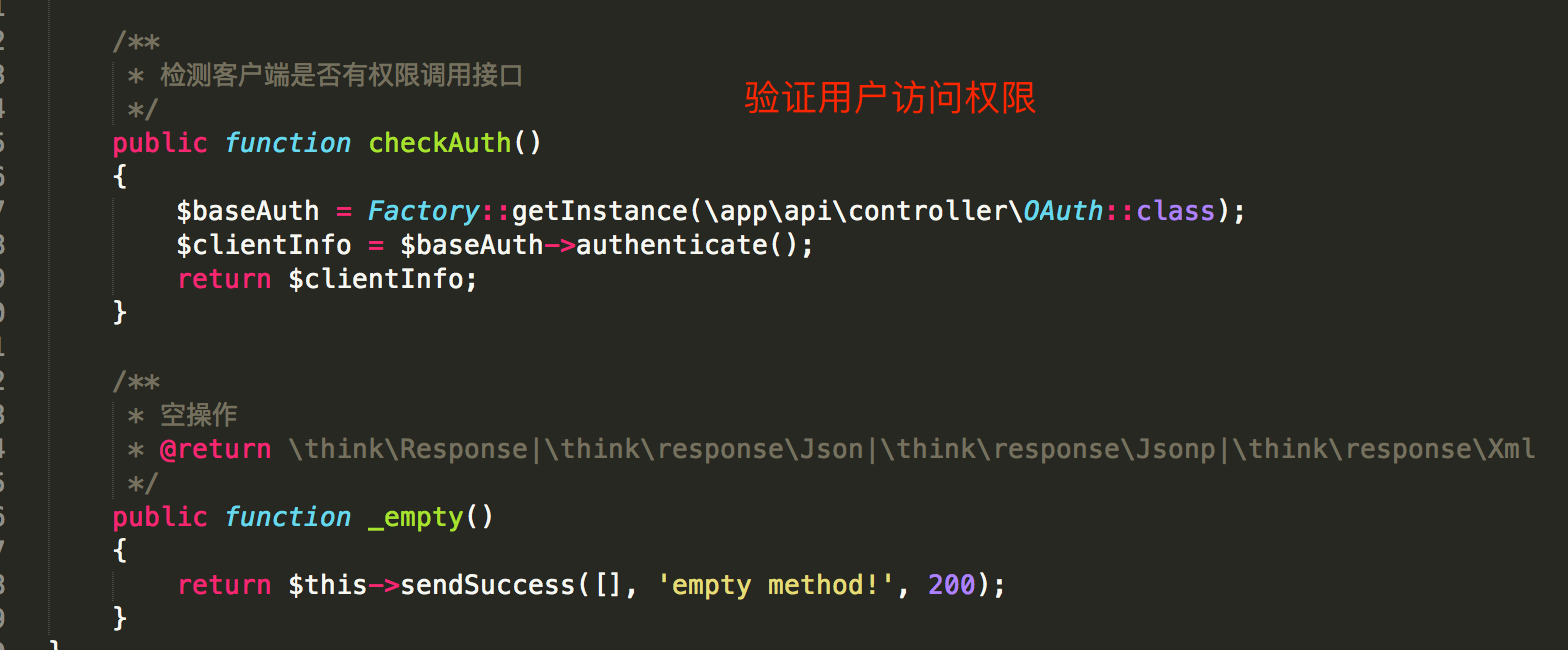 /**
* 检测客户端是否有权限调用接口
验证用户访问权限
*/
public function checkAuth()
{
$baseAuth = Factory::getInstance(\app\api\controller\OAuth::class);
$clientInfo = $baseAuth->authenticate();
return $clientInfo;
}
/**
* 空操作
* @return \think\Response|\think\response\Json|\think\response\Jsonp|\think\response\Xml
*/
public function _empty()
{
return $this->sendSuccess([], 'empty method!', 200);
}
}